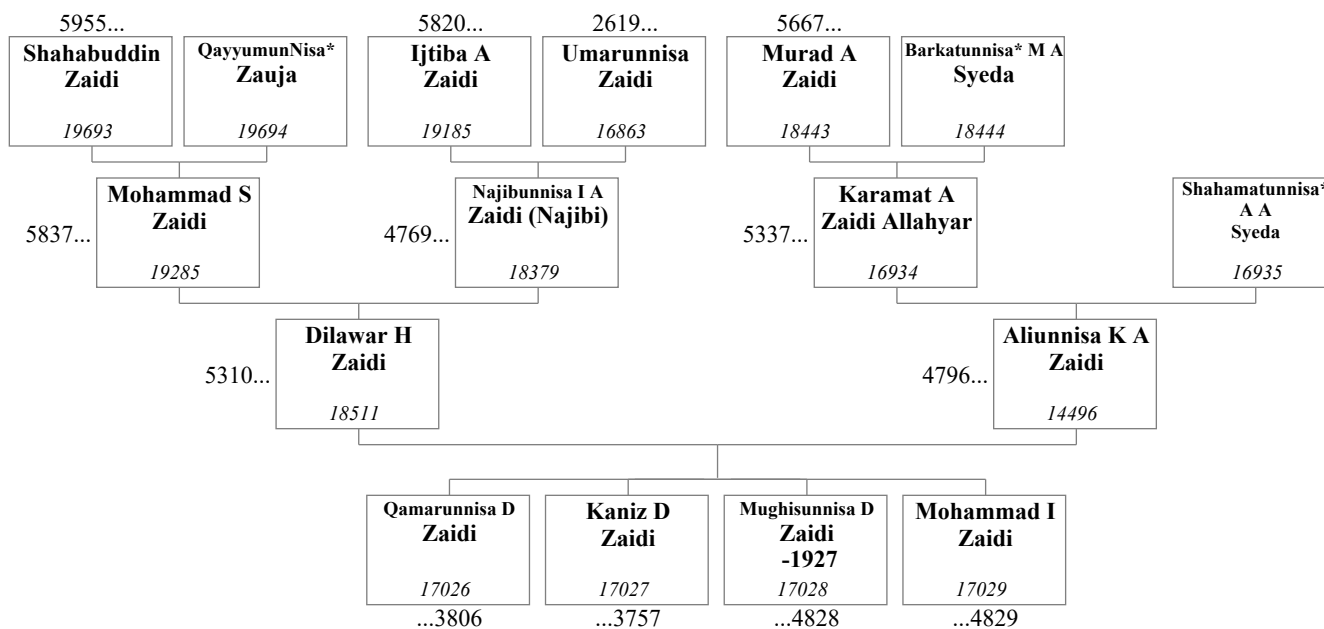 5955...
5820...
2619...
5667...
Shahabuddin
Zaidi
19693
QayyumunNisa*
Zauja
19694
Ijtiba A
Zaidi
19185
Umarunnisa
Zaidi
16863
Murad A
Zaidi
18443
Barkatunnisa* M A
Syeda
18444
5837...
Mohammad S
Zaidi
19285
4769...
Najibunnisa I A
Zaidi (Najibi)
18379
5337...
Karamat A
Zaidi Allahyar
16934
Shahamatunnisa*
A A
Syeda
16935
5310...
Dilawar H
Zaidi
18511
4796...
Aliunnisa K A
Zaidi
14496
Qamarunnisa D
Zaidi
17026
Kaniz D
Zaidi
17027
Mughisunnisa D
Zaidi
-1927
17028
Mohammad I
Zaidi
17029
...3806
...3757
...4828
...4829